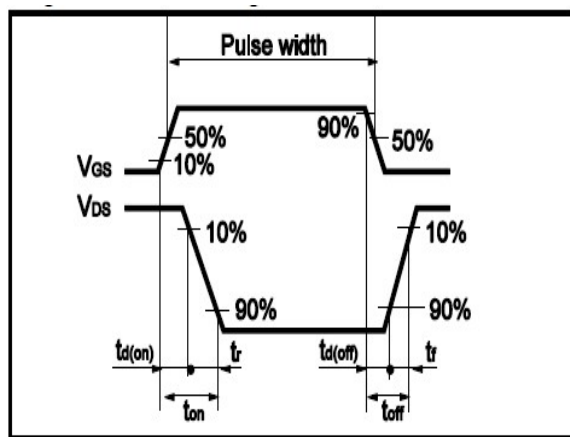 Pulse width
90%
50%
50%
10%
VGS
VDS
10%
10%
90%
90%
td(on)
tr
td(off)
tf
ton
toff